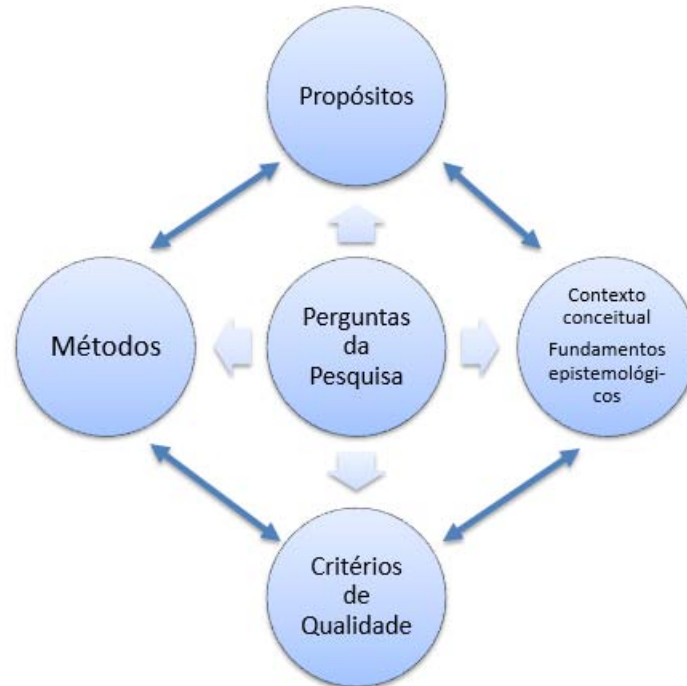 Propósitos
Métodos
Perguntas
da
Pesquisa
Contexto
conceitual
Fundamentos
epistemológi-
cos
Critérios
de
Qualidade